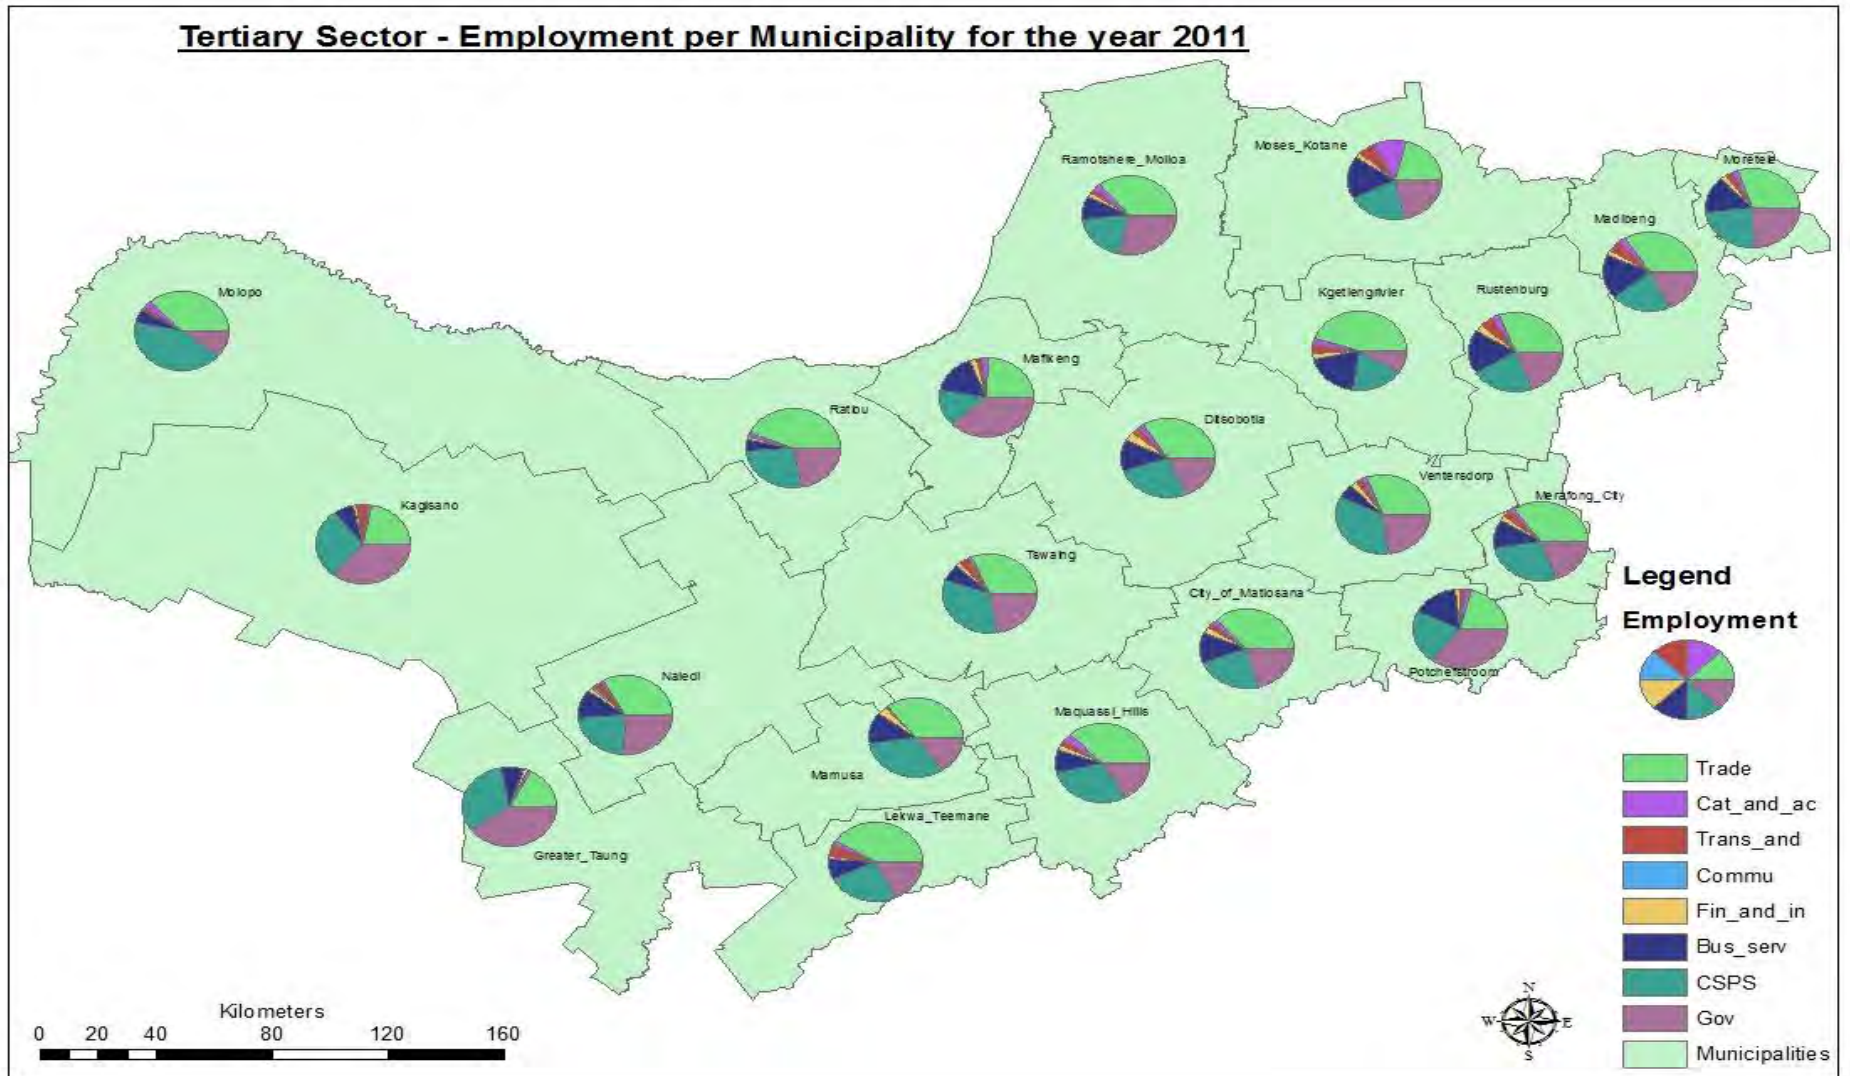 Tertiary Sector - Employment per Municipality for the year 2011
Ramotshere_Moiloa
Moses_Kotane
Moretele
Madibeng
Molopo
Kgetlengrivier
Rustenburg
Mafikeng
Ratlou
Ditsobotla
Kagisano
Ventersdorp
Merafong_City
Tswaing
City_of_Matlosana
Potchefstroom
Naledi
Mamusa
Maquassi_Hills
Lekwa_Teemane
Greater_Taung
Legend
Employment
Trade
Cat_and_ac
Trans_and
Commu
Fin_and_in
Bus_serv
CSPS
Gov
Municipalities
Kilometers
0 20 40 80 120 160
N
W E
S